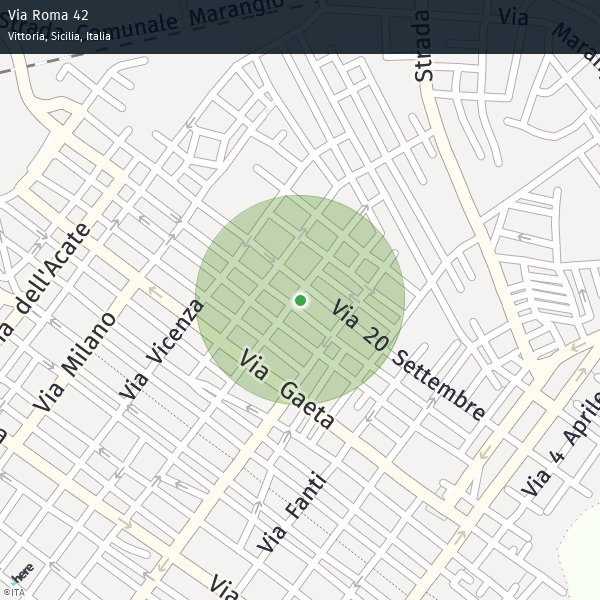 Via Roma 42
Vittoria, Sicilia, Italia
Strada Comunale Marangio
Via Maran
Strada
dell'Acate
Via Milano
Via Vicenza
Via 20 Settembre
Via Gaeta
Via 4 Aprile
Via Fanti
Via
here
©ITA